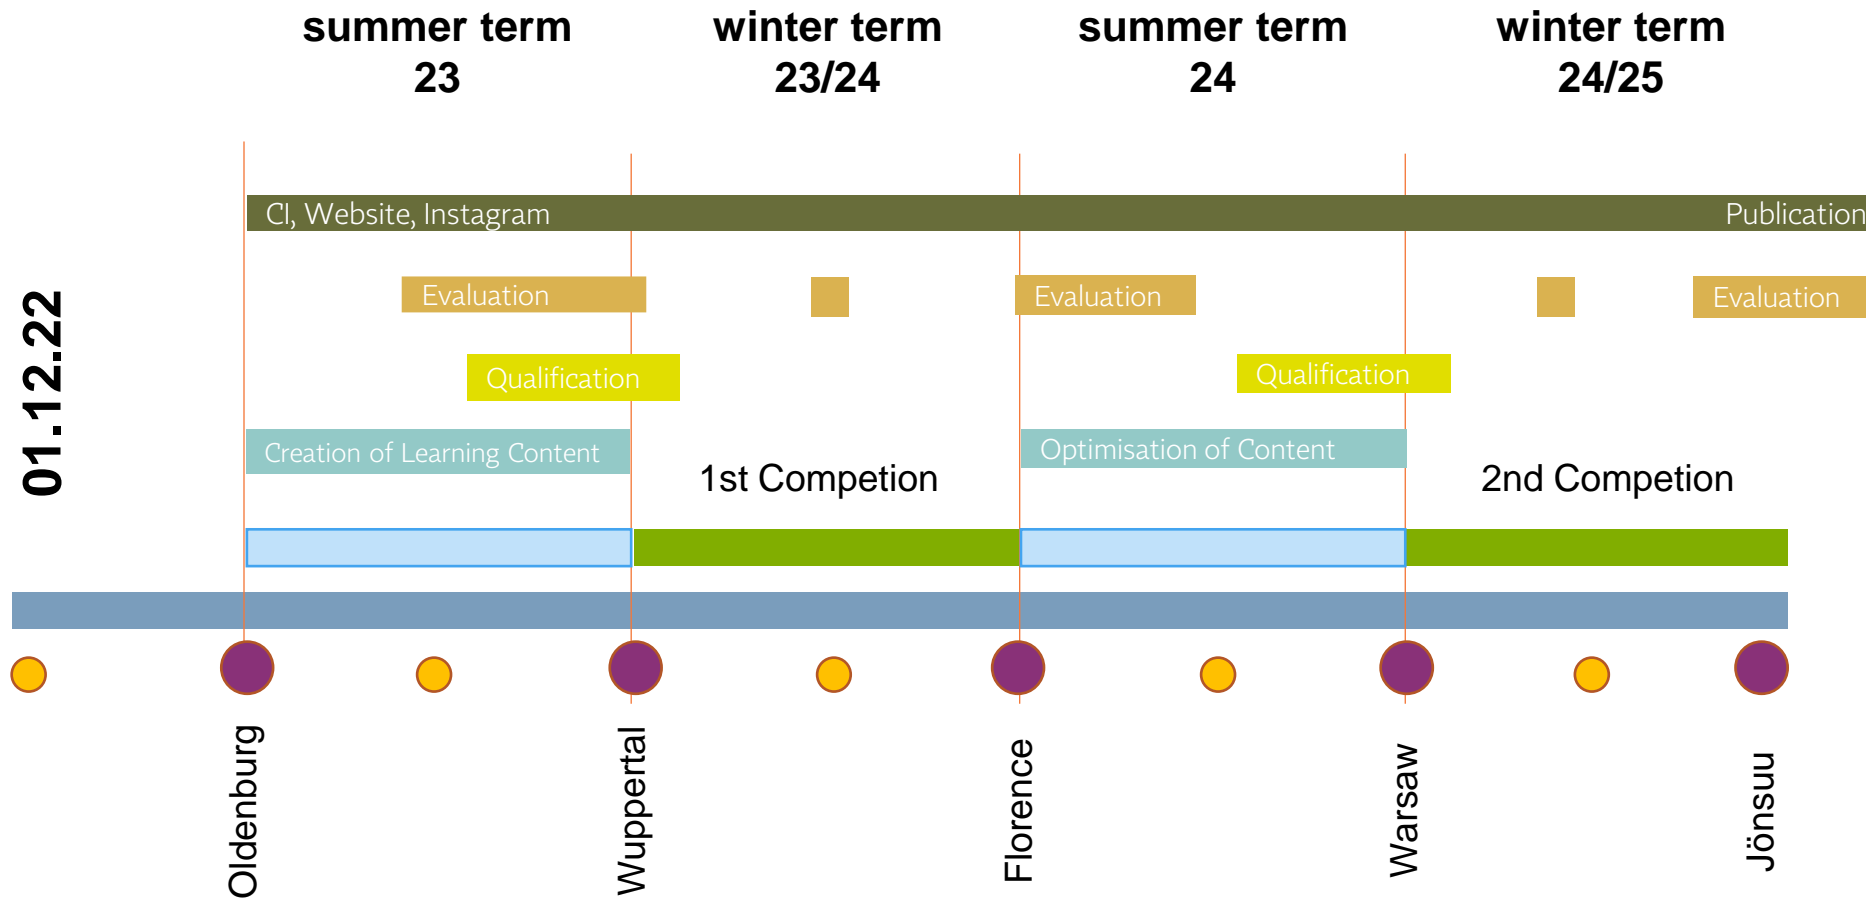 summer term
23
winter term
23/24
summer term
24
winter term
24/25
01.12.22
CI, Website, Instagram
Publication
Evaluation
Evaluation
Evaluation
Qualification
Qualification
Creation of Learning Content
Optimisation of Content
1st Competion
2nd Competion
Oldenburg
Wuppertal
Florence
Warsaw
Jönsuu